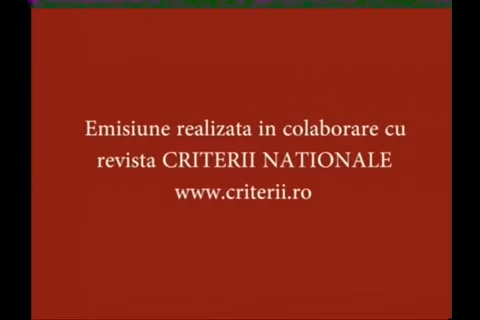 Emisiune realizata in colaborare cu
revista CRITERII NATIONALE
www.criterii.ro